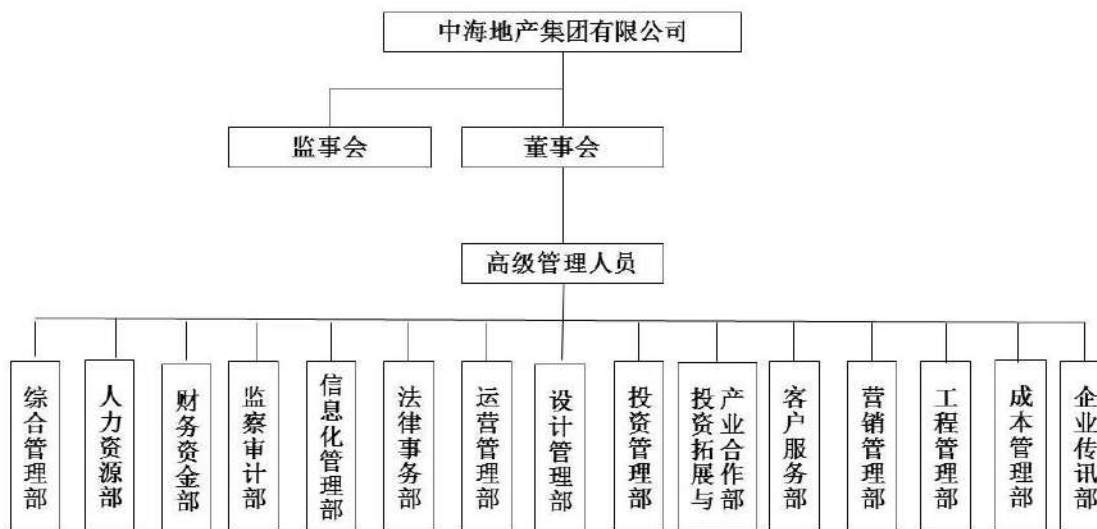 中海地产集团有限公司
监事会
董事会
高级管理人员
综合管理部
人力资源部
财务资金部
监察审计部
信息化管理部
法律事务部
运营管理部
设计管理部
投资管理部
投资拓展与
产业合作部
客户服务部
营销管理部
工程管理部
成本管理部
企业传讯部